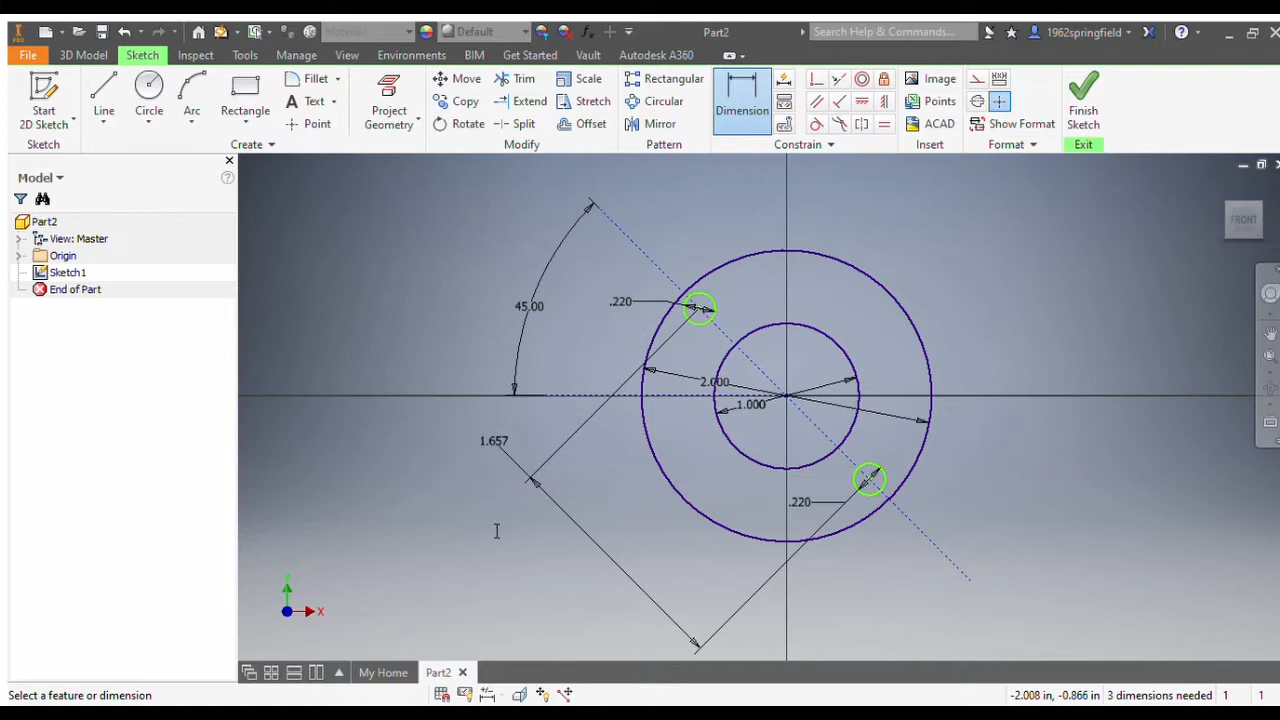 Material Default Part2 Search Help & Commands... 1962springfield
File 3D Model Sketch Inspect Tools Manage View Environments BIM Get Started Vault Autodesk A360
Start 2D Sketch Line Circle Arc Rectangle Fillet Text Point Project Geometry
Move Copy Rotate Trim Extend Split Scale Stretch Offset
Rectangular Circular Mirror Dimension
Image Points ACAD Show Format Finish Sketch
Sketch Create Modify Pattern Constrain Insert Format Exit
Model
Part2
View: Master
Origin
Sketch1
End of Part
FRONT
45.00
.220
2.000
1.000
1.657
.220
Y
X
My Home Part2
Select a feature or dimension -2.008 in, -0.866 in 3 dimensions needed 1 1